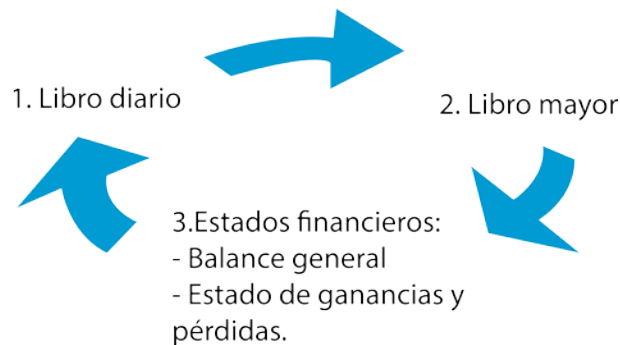 1. Libro diario
2. Libro mayor
3.Estados financieros:
- Balance general
- Estado de ganancias y
pérdidas.